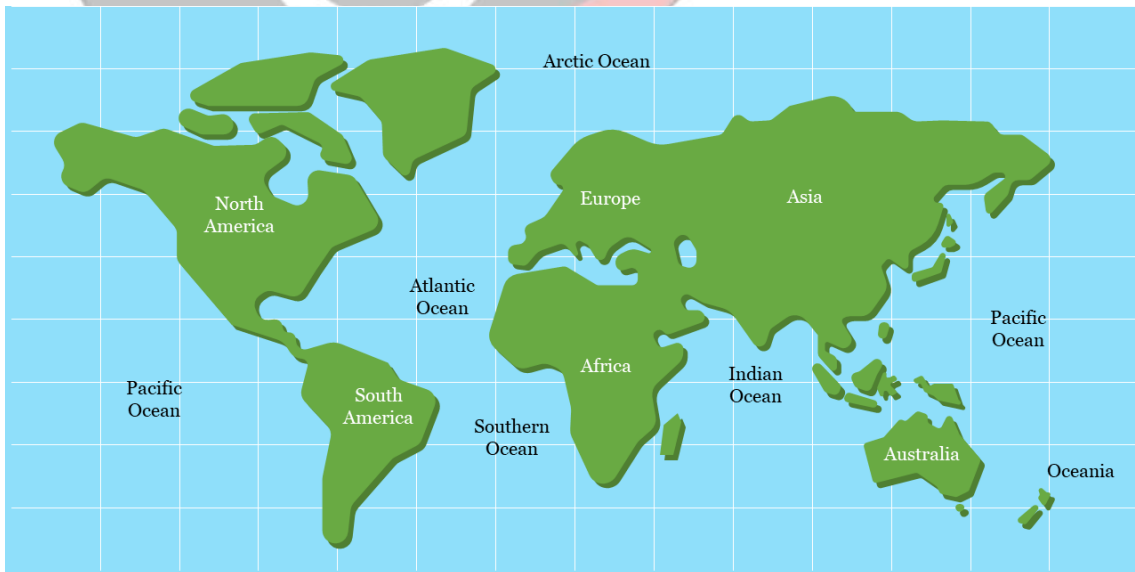 Arctic Ocean
North
America
Europe
Asia
Atlantic
Ocean
Pacific
Ocean
Africa
Indian
Ocean
Pacific
Ocean
South
America
Southern
Ocean
Australia
Oceania